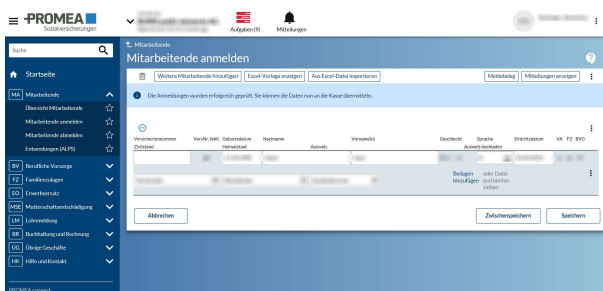 PROMEA
Sozialversicherungen
Aufgaben (9)
Mitteilungen
Suche
Startseite
MA Mitarbeitende
Übersicht Mitarbeitende
Mitarbeitende anmelden
Mitarbeitende abmelden
Entsendungen (ALPS)
BV Berufliche Vorsorge
FZ Familienzulagen
EO Erwerbsersatz
MSE Mutterschaftsentschädigung
LM Lohnmeldung
BR Buchhaltung und Rechnung
ÜG Übrige Geschäfte
HK Hilfe und Kontakt
PROMEA connect
Mitarbeitende
Mitarbeitende anmelden
Weitere Mitarbeitende hinzufügen Excel-Vorlage anzeigen Aus Excel-Datei importieren Meldebeleg Mitteilungen anzeigen
Die Anmeldungen wurden erfolgreich geprüft. Sie können die Daten nun an die Kasse übermitteln.
Versichertennummer VersNr. fehlt Geburtsdatum Nachname Vorname(n) Geschlecht Sprache Eintrittsdatum VA FZ BVG
Zivilstand Heimatstaat Ausweis Ausweis hochladen
Beilagen hinzufügen oder Datei(en) hierhin ziehen
Abbrechen Zwischenspeichern Speichern